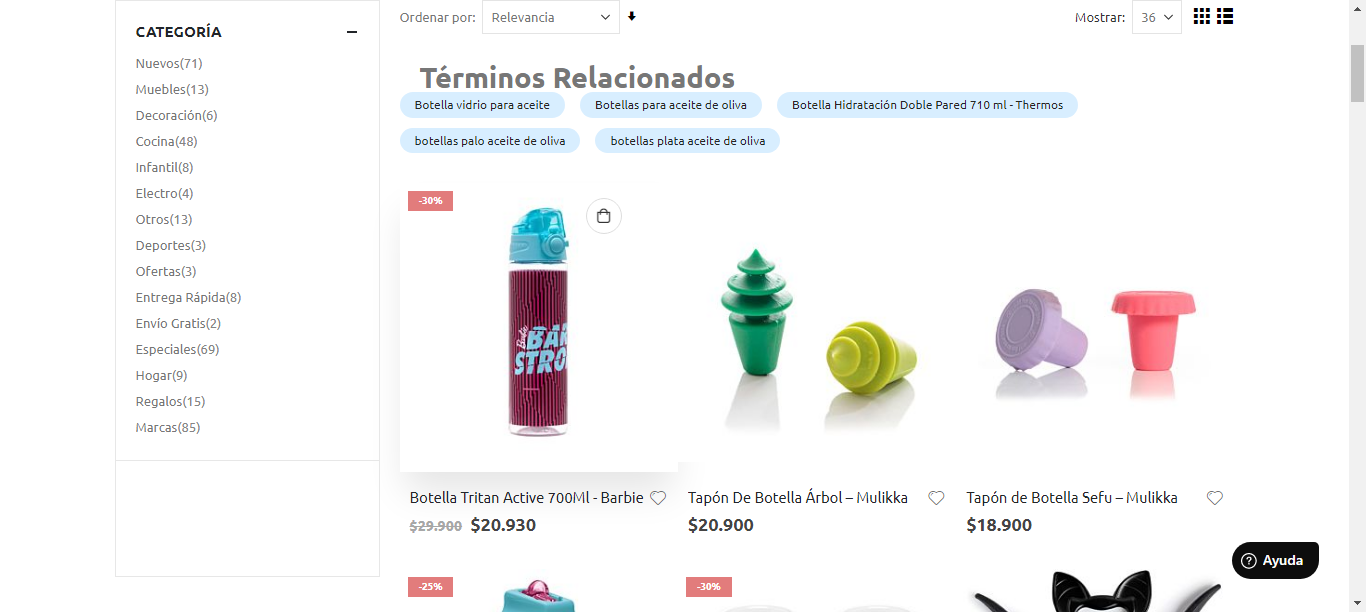 Ordenar por: Relevancia Mostrar: 36
CATEGORÍA
Nuevos(71)
Muebles(13)
Decoración(6)
Cocina(48)
Infantil(8)
Electro(4)
Otros(13)
Deportes(3)
Ofertas(3)
Entrega Rápida(8)
Envío Gratis(2)
Especiales(69)
Hogar(9)
Regalos(15)
Marcas(85)
Términos Relacionados
Botella vidrio para aceite Botellas para aceite de oliva Botella Hidratación Doble Pared 710 ml - Thermos
botellas palo aceite de oliva botellas plata aceite de oliva
-30%
Botella Tritan Active 700Ml - Barbie Tapón De Botella Árbol – Mulikka Tapón de Botella Sefu – Mulikka
$29.900 $20.930 $20.900 $18.900
-25% -30%
Ayuda